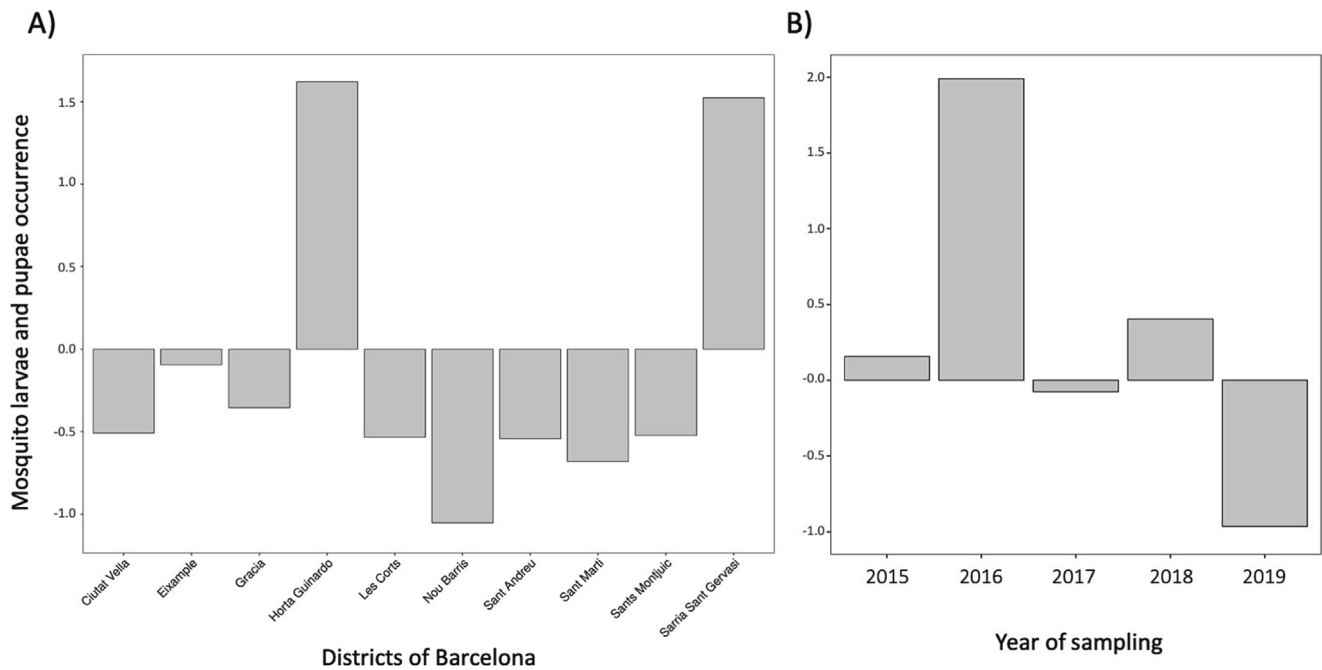 A)
Mosquito larvae and pupae occurrence
1.5
1.0
0.5
0.0
-0.5
-1.0
Ciutat Vella
Eixample
Gracia
Horta Guinardo
Les Corts
Nou Barris
Sant Andreu
Sant Marti
Sants Montjuic
Sarria Sant Gervasi
Districts of Barcelona
B)
2.0
1.5
1.0
0.5
-0.0
-0.5
-1.0
2015
2016
2017
2018
2019
Year of sampling